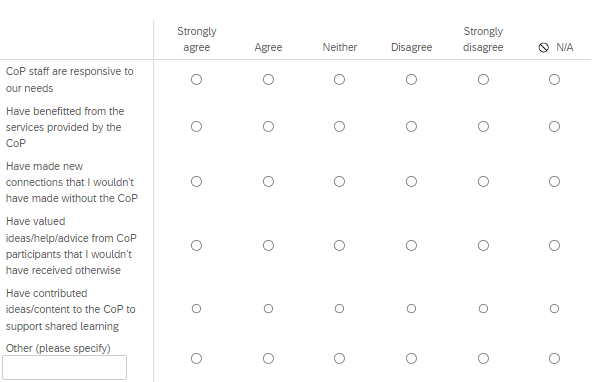 Strongly agree Agree Neither Disagree Strongly disagree N/A
CoP staff are responsive to
our needs
Have benefitted from the
services provided by the
CoP
Have made new
connections that I wouldn't
have made without the CoP
Have valued
ideas/help/advice from CoP
participants that I wouldn't
have received otherwise
Have contributed
ideas/content to the CoP to
support shared learning
Other (please specify)